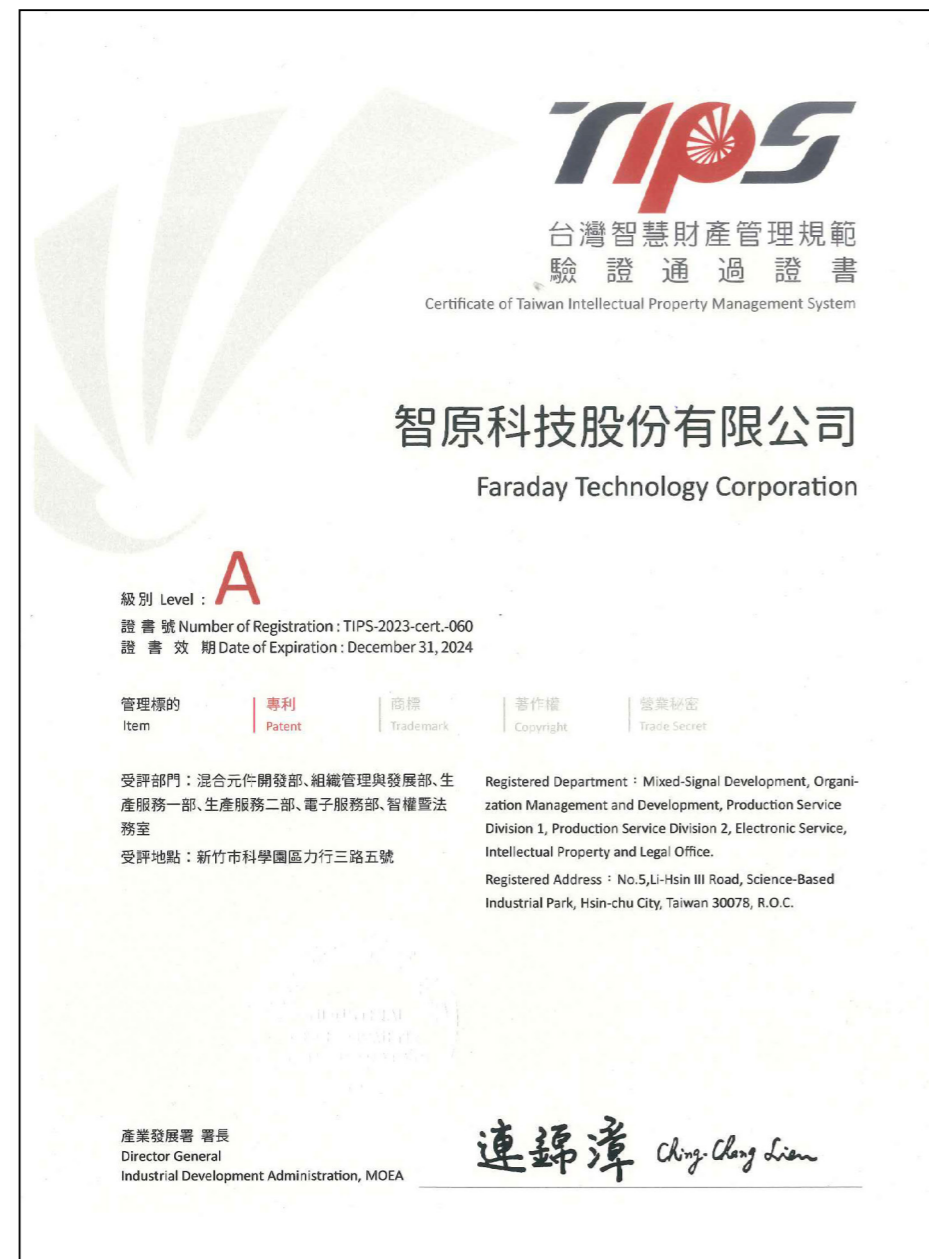 TIPS
台灣智慧財產管理規範
驗證通過證書
Certificate of Taiwan Intellectual Property Management System
智原科技股份有限公司
Faraday Technology Corporation
級別 Level : A
證書號 Number of Registration : TIPS-2023-cert.-060
證書效期 Date of Expiration : December 31, 2024
管理標的 專利 商標 著作權 營業秘密
Item Patent Trademark Copyright Trade Secret
受評部門：混合元件開發部、組織管理與發展部、生
產服務一部、生產服務二部、電子服務部、智權暨法
務室
受評地點：新竹市科學園區力行三路五號
Registered Department：Mixed-Signal Development, Organi-
zation Management and Development, Production Service
Division 1, Production Service Division 2, Electronic Service,
Intellectual Property and Legal Office.
Registered Address：No.5,Li-Hsin III Road, Science-Based
Industrial Park, Hsin-chu City, Taiwan 30078, R.O.C.
產業發展署 署長
Director General
Industrial Development Administration, MOEA
連錦漳 Ching-Chang Lien